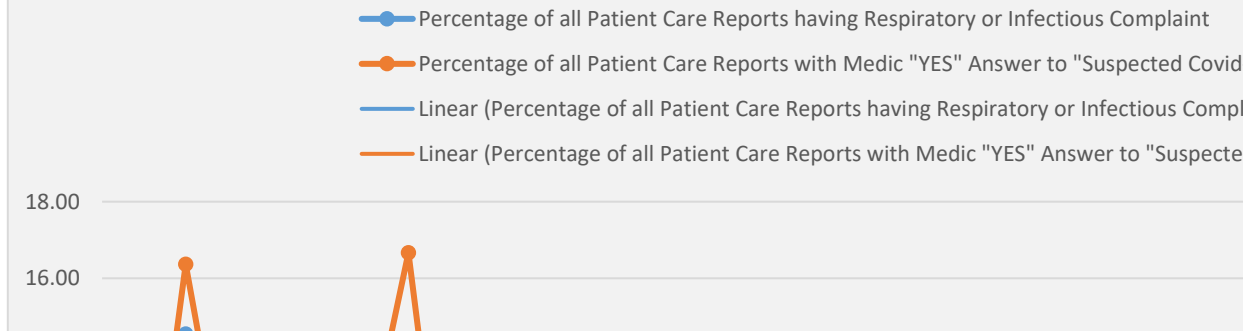 Percentage of all Patient Care Reports having Respiratory or Infectious Complaint
Percentage of all Patient Care Reports with Medic "YES" Answer to "Suspected Covid
Linear (Percentage of all Patient Care Reports having Respiratory or Infectious Compl
Linear (Percentage of all Patient Care Reports with Medic "YES" Answer to "Suspecte
18.00
16.00